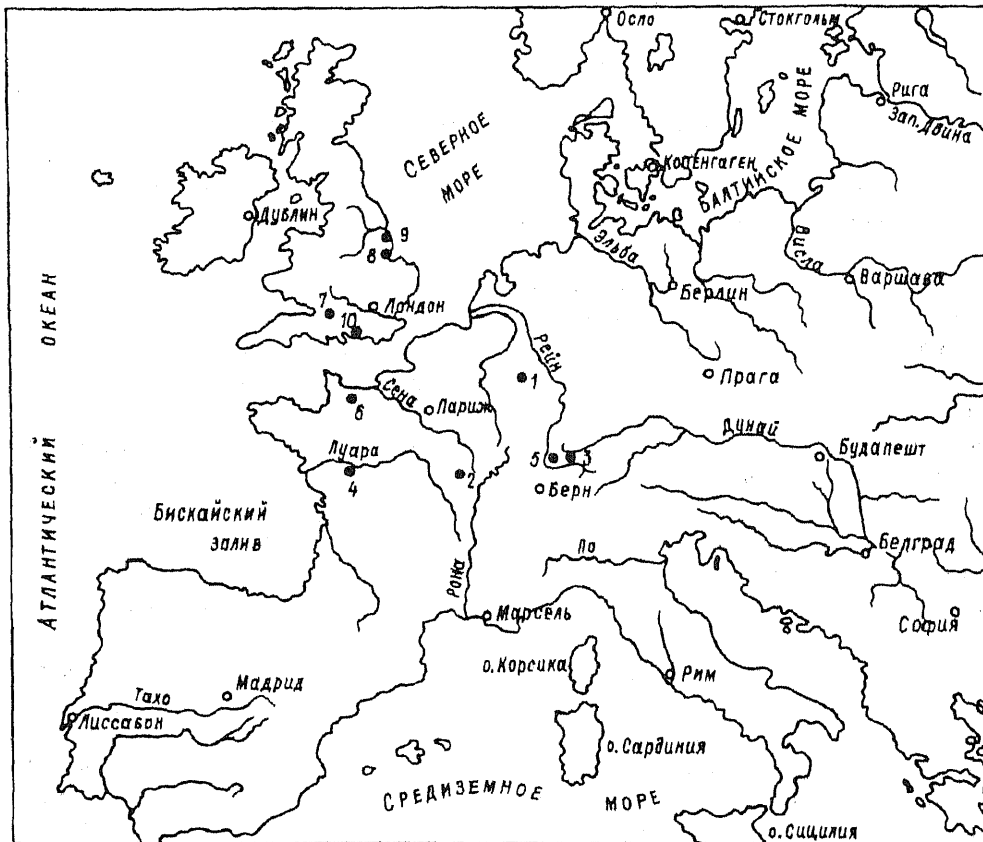 Осло
Стокгольм
Рига
Зап. Двина
СЕВЕРНОЕ
МОРЕ
Копенгаген
БАЛТИЙСКОЕ МОРЕ
Дублин
9
8
Эльба
Висла
Варшава
Берлин
7
10
Лондон
АТЛАНТИЧЕСКИЙ ОКЕАН
Рейн
1
Прага
Сена
Париж
6
Дунай
Будапешт
Луара
4
2
5
3
Берн
Бискайский
залив
По
Белград
Рона
Марсель
София
о. Корсика
Рим
Мадрид
Тахо
Лиссабон
о. Сардиния
СРЕДИЗЕМНОЕ МОРЕ
о. Сицилия